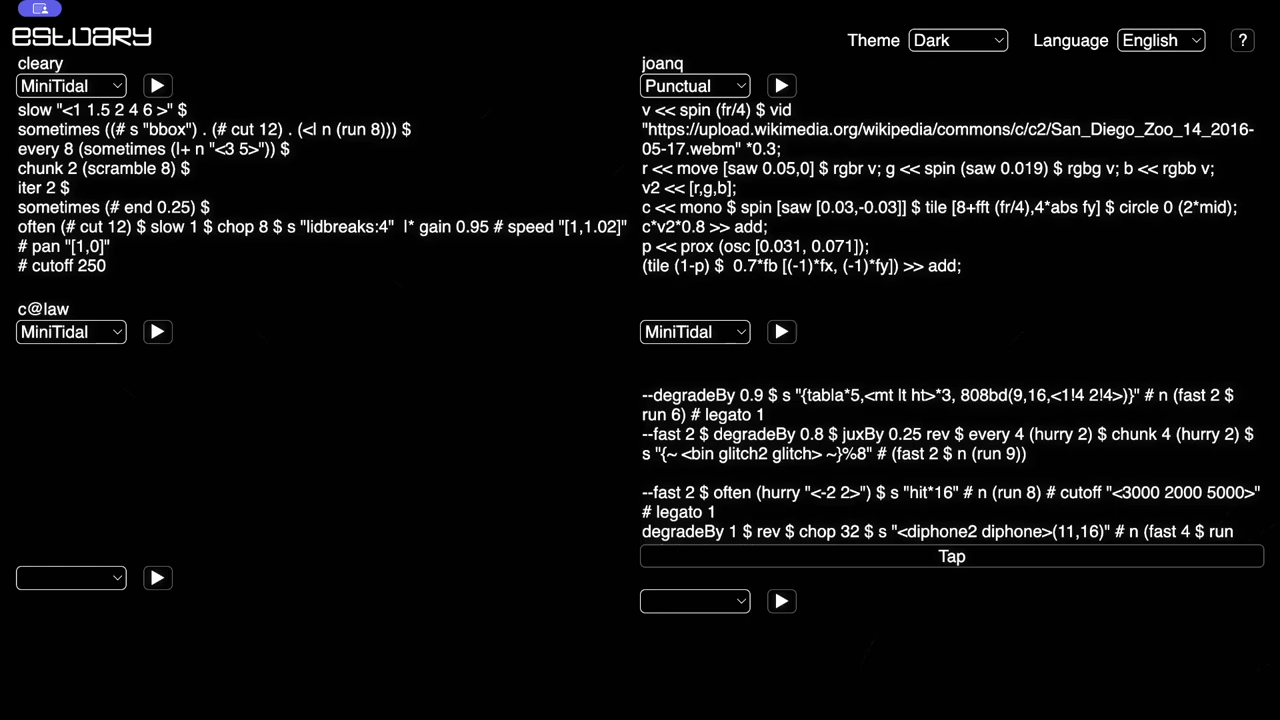 estuary
Theme Dark Language English ?
cleary
MiniTidal
slow "<1 1.5 2 4 6 >" $
sometimes ((# s "bbox") . (# cut 12) . (<| n (run 8))) $
every 8 (sometimes (|+ n "<3 5>")) $
chunk 2 (scramble 8) $
iter 2 $
sometimes (# end 0.25) $
often (# cut 12) $ slow 1 $ chop 8 $ s "lidbreaks:4"  |* gain 0.95 # speed "[1,1.02]"
# pan "[1,0]"
# cutoff 250
joanq
Punctual
v << spin (fr/4) $ vid
"https://upload.wikimedia.org/wikipedia/commons/c/c2/San_Diego_Zoo_14_2016-
05-17.webm" *0.3;
r << move [saw 0.05,0] $ rgbr v; g << spin (saw 0.019) $ rgbg v; b << rgbb v;
v2 << [r,g,b];
c << mono $ spin [saw [0.03,-0.03]] $ tile [8+fft (fr/4),4*abs fy] $ circle 0 (2*mid);
c*v2*0.8 >> add;
p << prox (osc [0.031, 0.071]);
(tile (1-p) $  0.7*fb [(-1)*fx, (-1)*fy]) >> add;
c@law
MiniTidal
MiniTidal
--degradeBy 0.9 $ s "{tabla*5,<mt lt ht>*3, 808bd(9,16,<1!4 2!4>)}" # n (fast 2 $
run 6) # legato 1
--fast 2 $ degradeBy 0.8 $ juxBy 0.25 rev $ every 4 (hurry 2) $ chunk 4 (hurry 2) $
s "{~ <bin glitch2 glitch> ~}%8" # (fast 2 $ n (run 9))
--fast 2 $ often (hurry "<-2 2>") $ s "hit*16" # n (run 8) # cutoff "<3000 2000 5000>"
# legato 1
degradeBy 1 $ rev $ chop 32 $ s "<diphone2 diphone>(11,16)" # n (fast 4 $ run
Tap